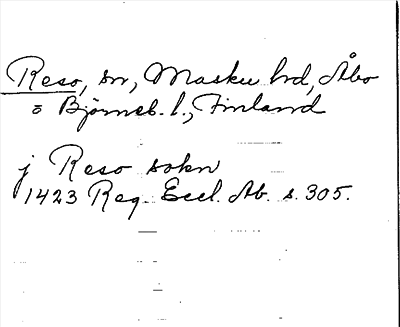 Reso, sn, Masku hd, Åbo
o Björneb. l., Finland
j Reso sokn
1423 Reg. Eccl. Ab. s. 305.